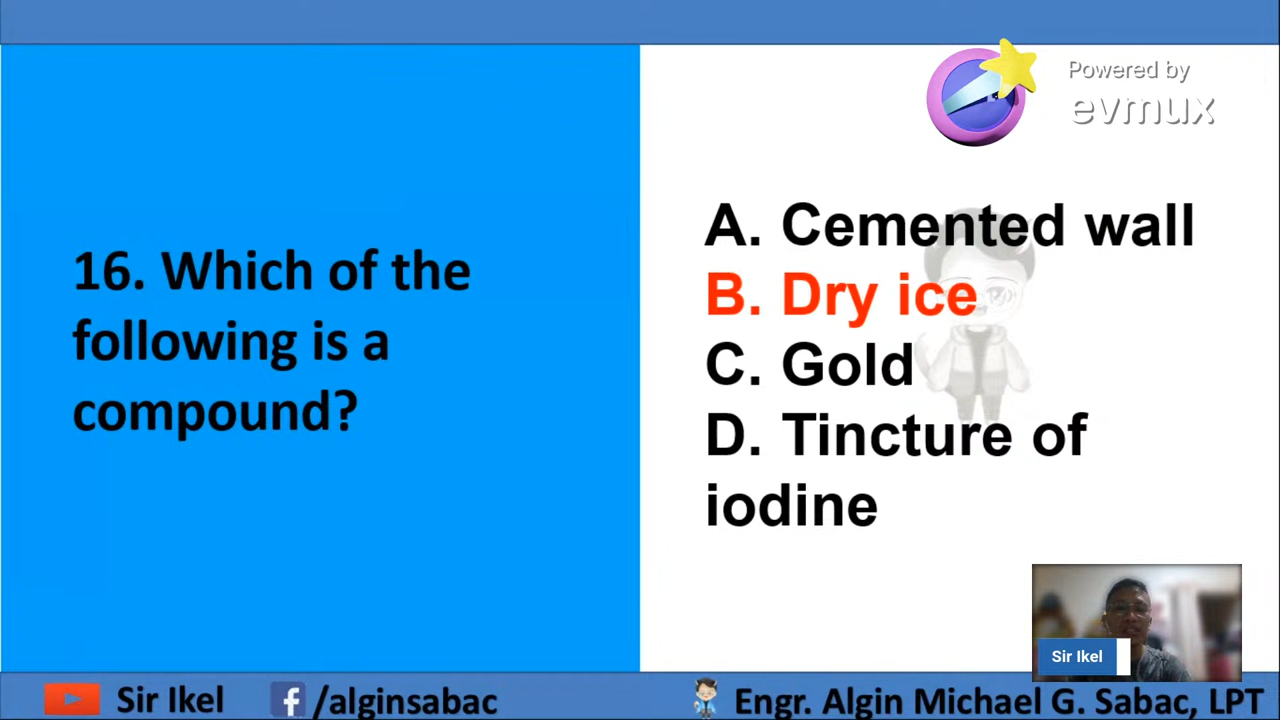 Powered by
evmux
16. Which of the
following is a
compound?
A. Cemented wall
B. Dry ice
C. Gold
D. Tincture of
iodine
Sir Ikel
Sir Ikel
/alginsabac
Engr. Algin Michael G. Sabac, LPT